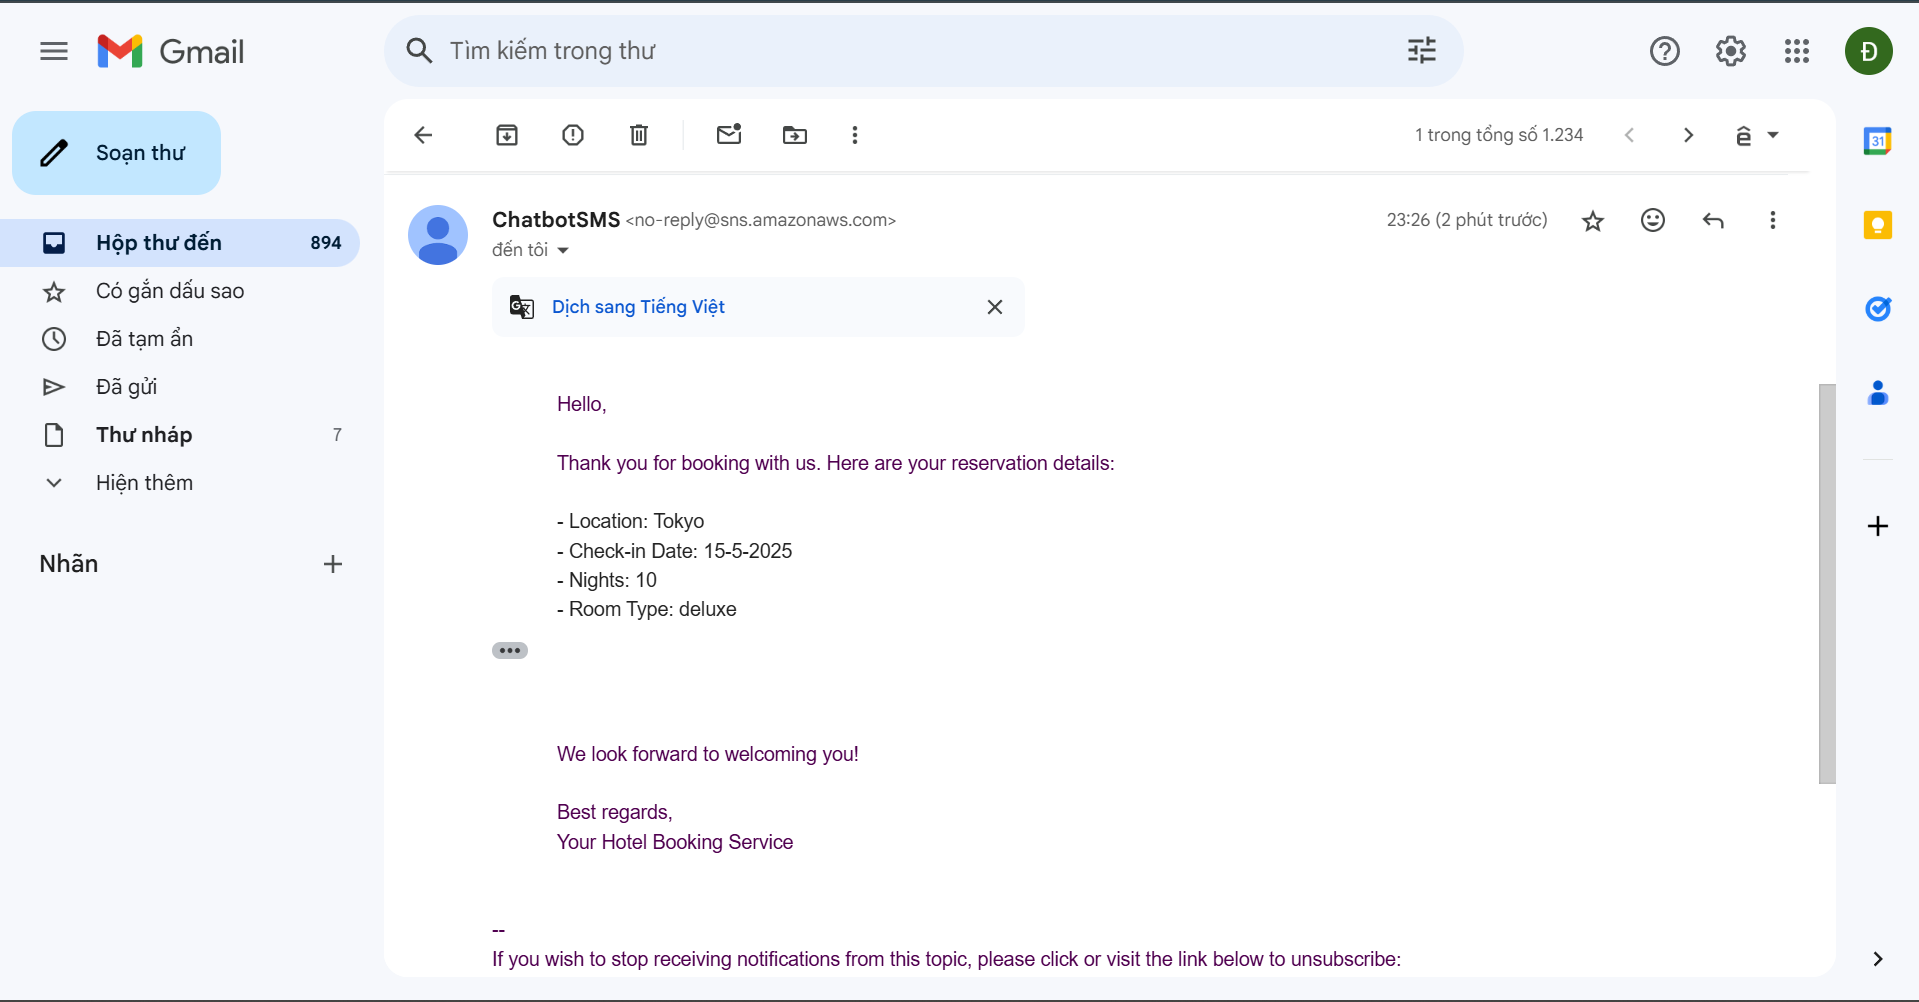 Gmail
Tìm kiếm trong thư
Đ
Soạn thư
1 trong tổng số 1.234
ê
31
Hộp thư đến 894
Có gắn dấu sao
Đã tạm ẩn
Đã gửi
Thư nháp 7
Hiện thêm
Nhãn
ChatbotSMS <no-reply@sns.amazonaws.com>
23:26 (2 phút trước)
đến tôi
Dịch sang Tiếng Việt
Hello,
Thank you for booking with us. Here are your reservation details:
- Location: Tokyo
- Check-in Date: 15-5-2025
- Nights: 10
- Room Type: deluxe
We look forward to welcoming you!
Best regards,
Your Hotel Booking Service
--
If you wish to stop receiving notifications from this topic, please click or visit the link below to unsubscribe: